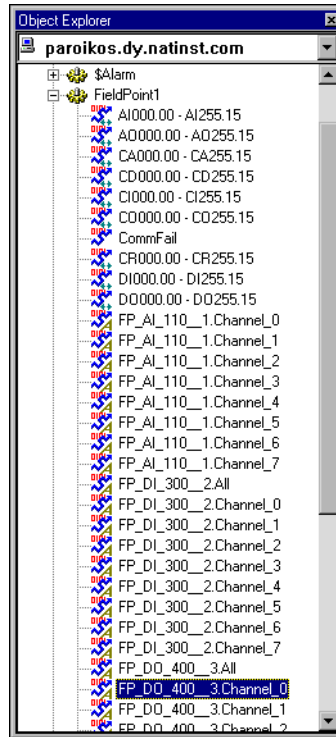 Object Explorer
paroikos.dy.natinst.com
$Alarm
FieldPoint1
AI000.00 - AI255.15
AO000.00 - AO255.15
CA000.00 - CA255.15
CD000.00 - CD255.15
CI000.00 - CI255.15
CO000.00 - CO255.15
CommFail
CR000.00 - CR255.15
DI000.00 - DI255.15
DO000.00 - DO255.15
FP_AI_110__1.Channel_0
FP_AI_110__1.Channel_1
FP_AI_110__1.Channel_2
FP_AI_110__1.Channel_3
FP_AI_110__1.Channel_4
FP_AI_110__1.Channel_5
FP_AI_110__1.Channel_6
FP_AI_110__1.Channel_7
FP_DI_300__2.All
FP_DI_300__2.Channel_0
FP_DI_300__2.Channel_1
FP_DI_300__2.Channel_2
FP_DI_300__2.Channel_3
FP_DI_300__2.Channel_4
FP_DI_300__2.Channel_5
FP_DI_300__2.Channel_6
FP_DI_300__2.Channel_7
FP_DO_400__3.All
FP_DO_400__3.Channel_0
FP_DO_400__3.Channel_1
FP_DO_400__3.Channel_2